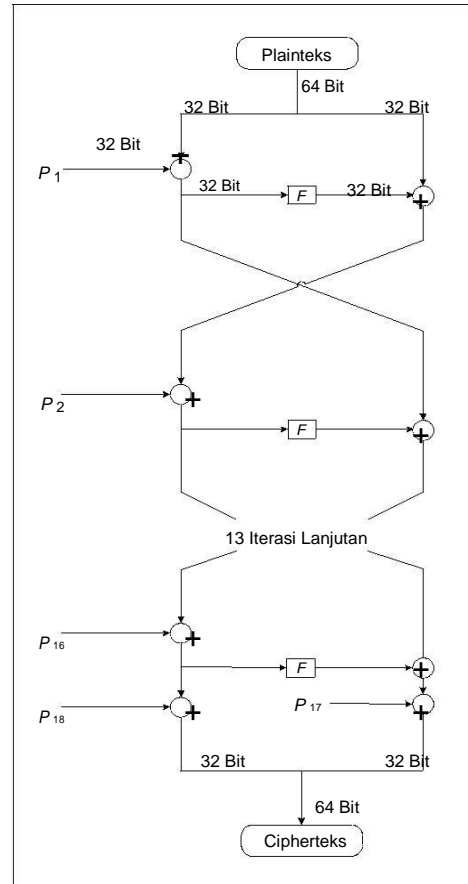 Plainteks
64 Bit
32 Bit
32 Bit
32 Bit
P 1
32 Bit
F
32 Bit
P 2
F
13 Iterasi Lanjutan
P 16
F
P 18
P 17
32 Bit
32 Bit
64 Bit
Cipherteks